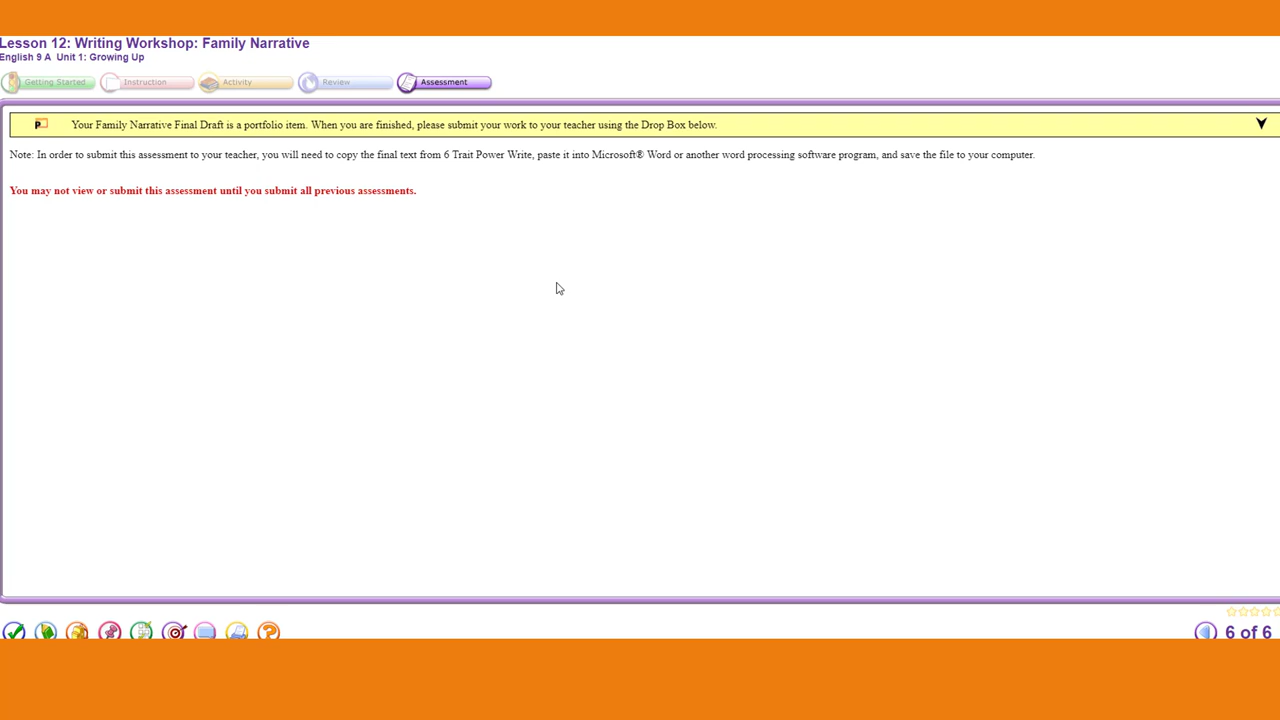 Lesson 12: Writing Workshop: Family Narrative
English 9 A Unit 1: Growing Up
Getting Started Instruction Activity Review Assessment
P Your Family Narrative Final Draft is a portfolio item. When you are finished, please submit your work to your teacher using the Drop Box below.
Note: In order to submit this assessment to your teacher, you will need to copy the final text from 6 Trait Power Write, paste it into Microsoft® Word or another word processing software program, and save the file to your computer.
You may not view or submit this assessment until you submit all previous assessments.
? 6 of 6